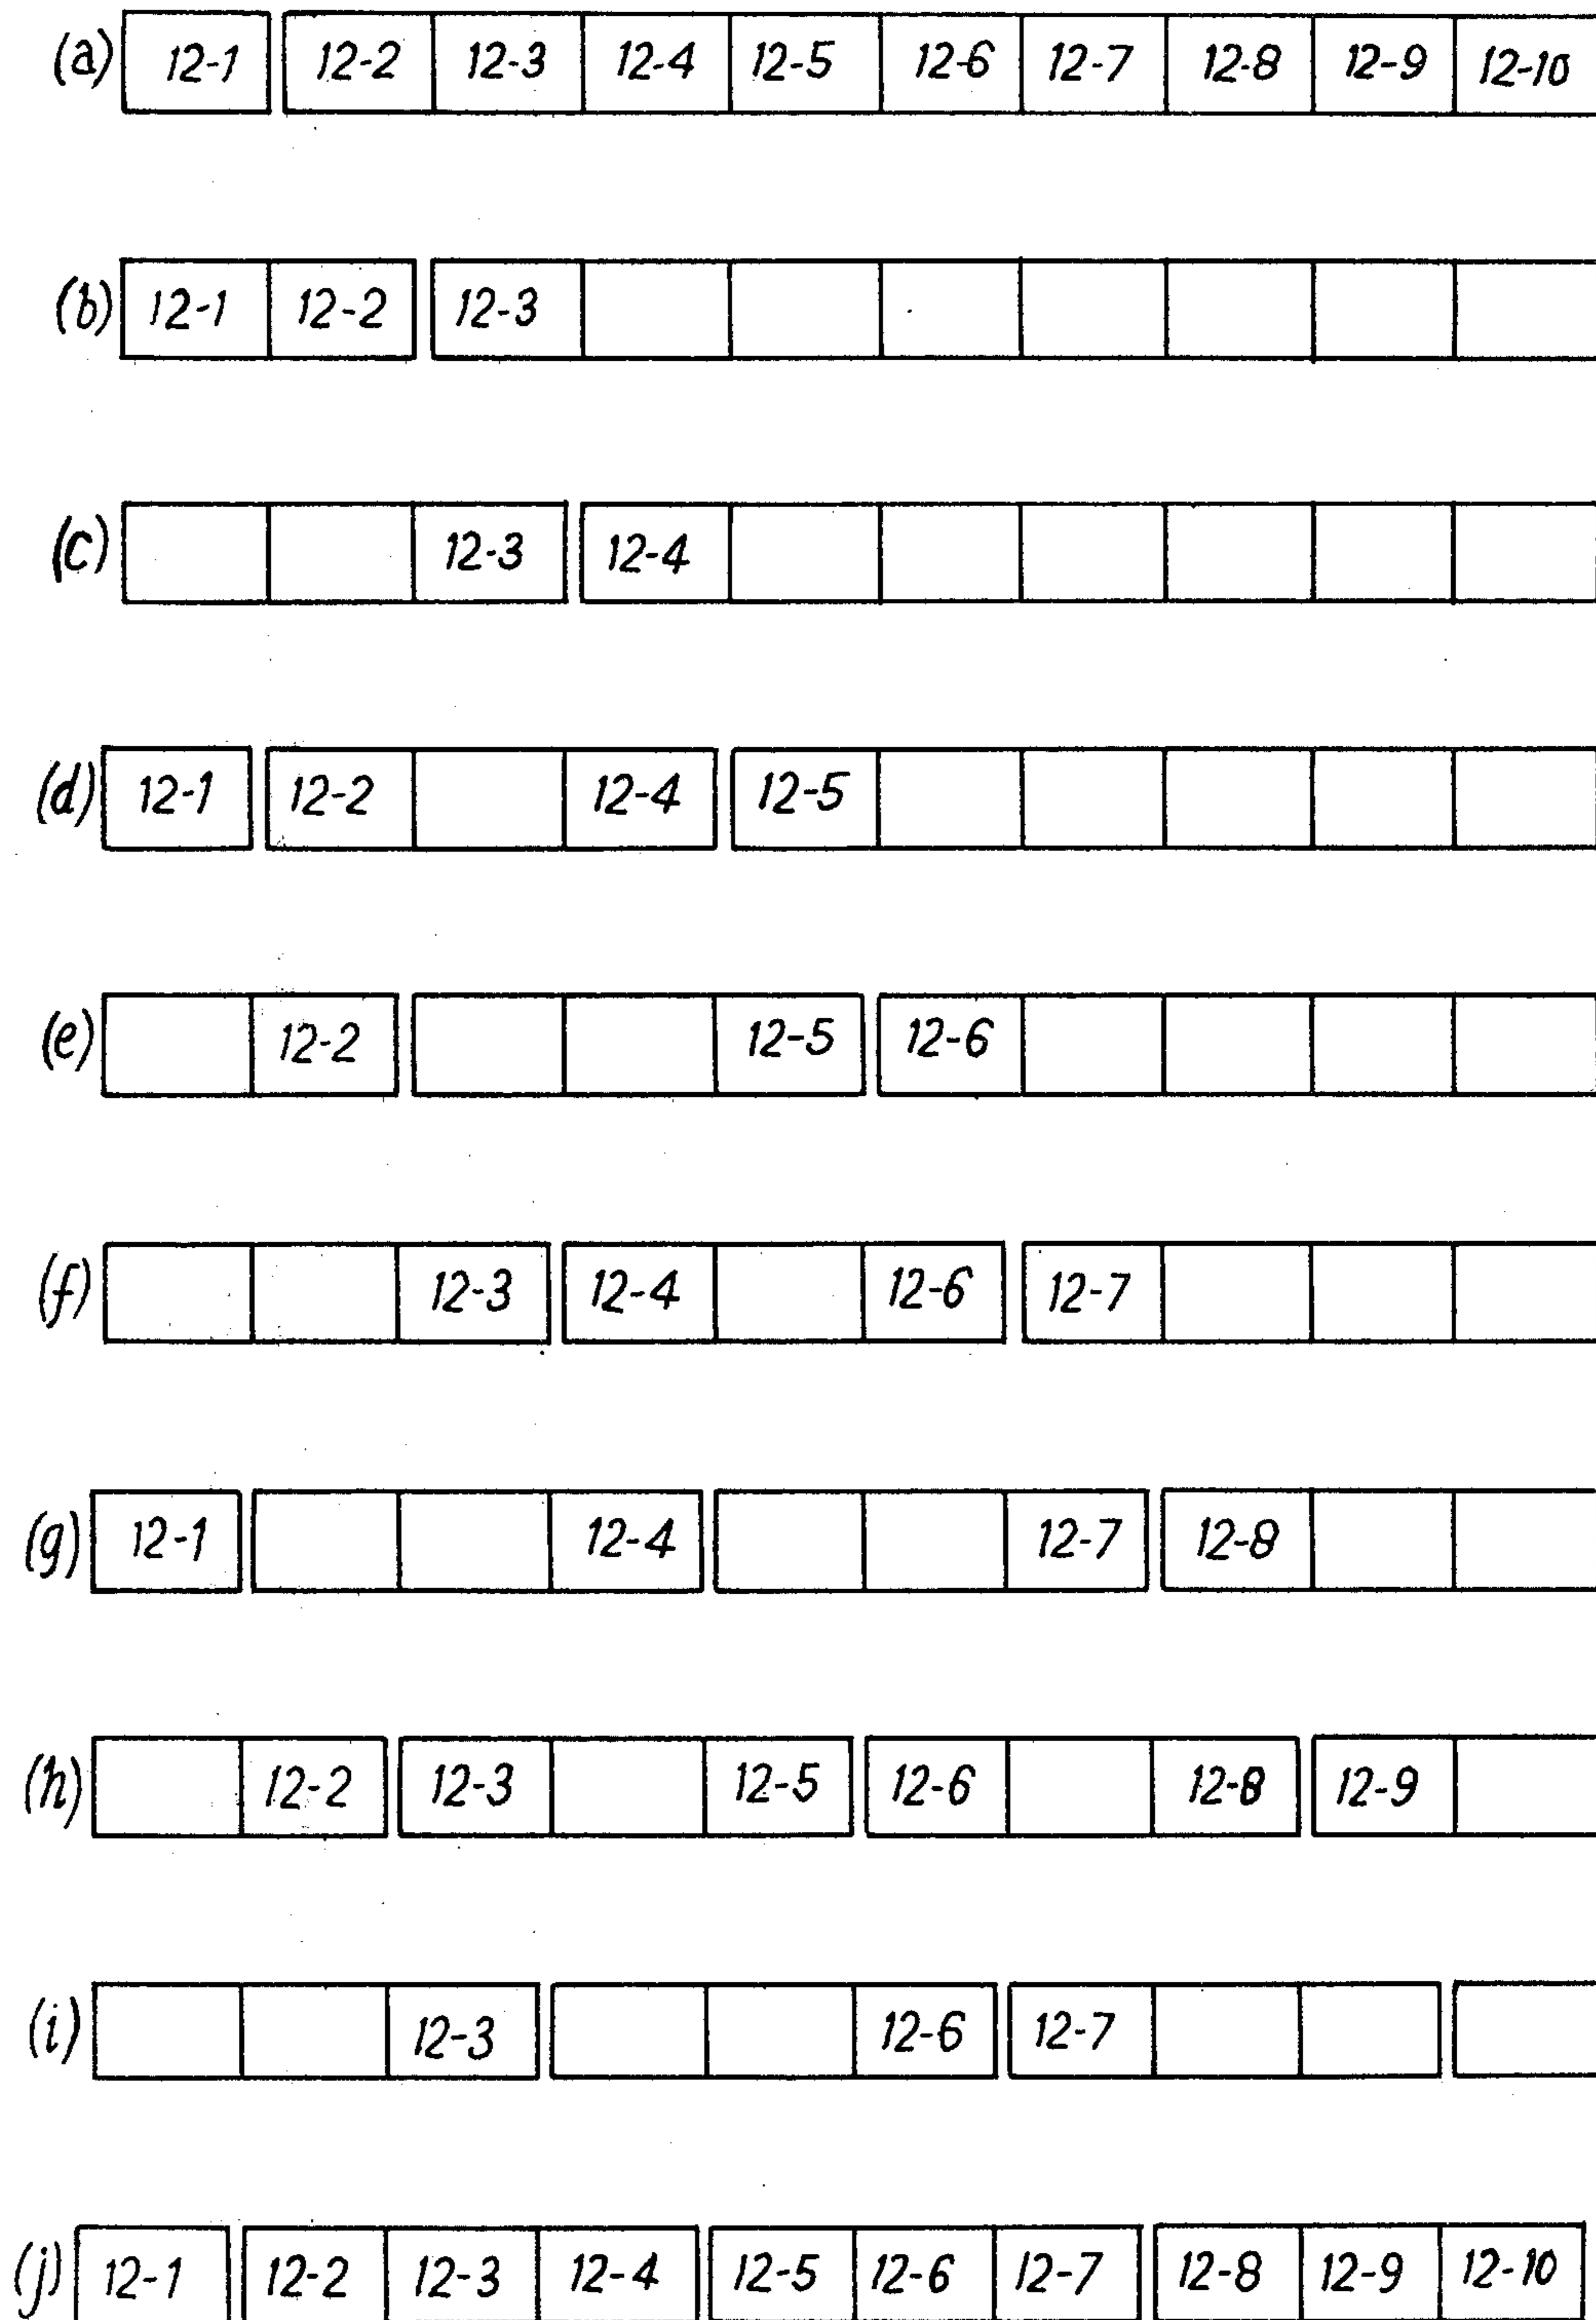 (a) 12-1 12-2 12-3 12-4 12-5 12-6 12-7 12-8 12-9 12-10
(b) 12-1 12-2 12-3
(c) 12-3 12-4
(d) 12-1 12-2 12-4 12-5
(e) 12-2 12-5 12-6
(f) 12-3 12-4 12-6 12-7
(g) 12-1 12-4 12-7 12-8
(h) 12-2 12-3 12-5 12-6 12-8 12-9
(i) 12-3 12-6 12-7
(j) 12-1 12-2 12-3 12-4 12-5 12-6 12-7 12-8 12-9 12-10